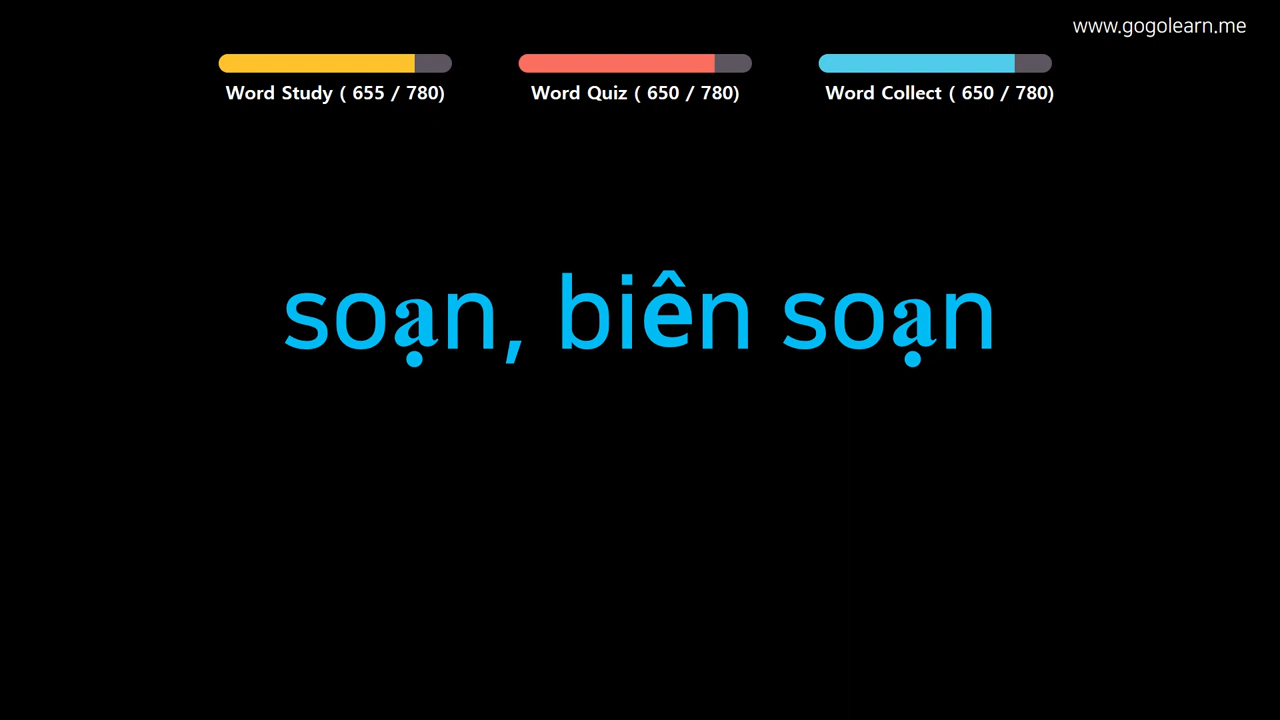 www.gogolearn.me
Word Study ( 655 / 780)
Word Quiz ( 650 / 780)
Word Collect ( 650 / 780)
soạn, biên soạn